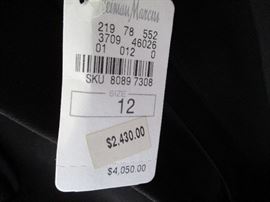 Neiman Marcus
219 78 552
3709 46026
01 012 0
SKU 8089 7308
SIZE
12
$2,430.00
$4,050.00